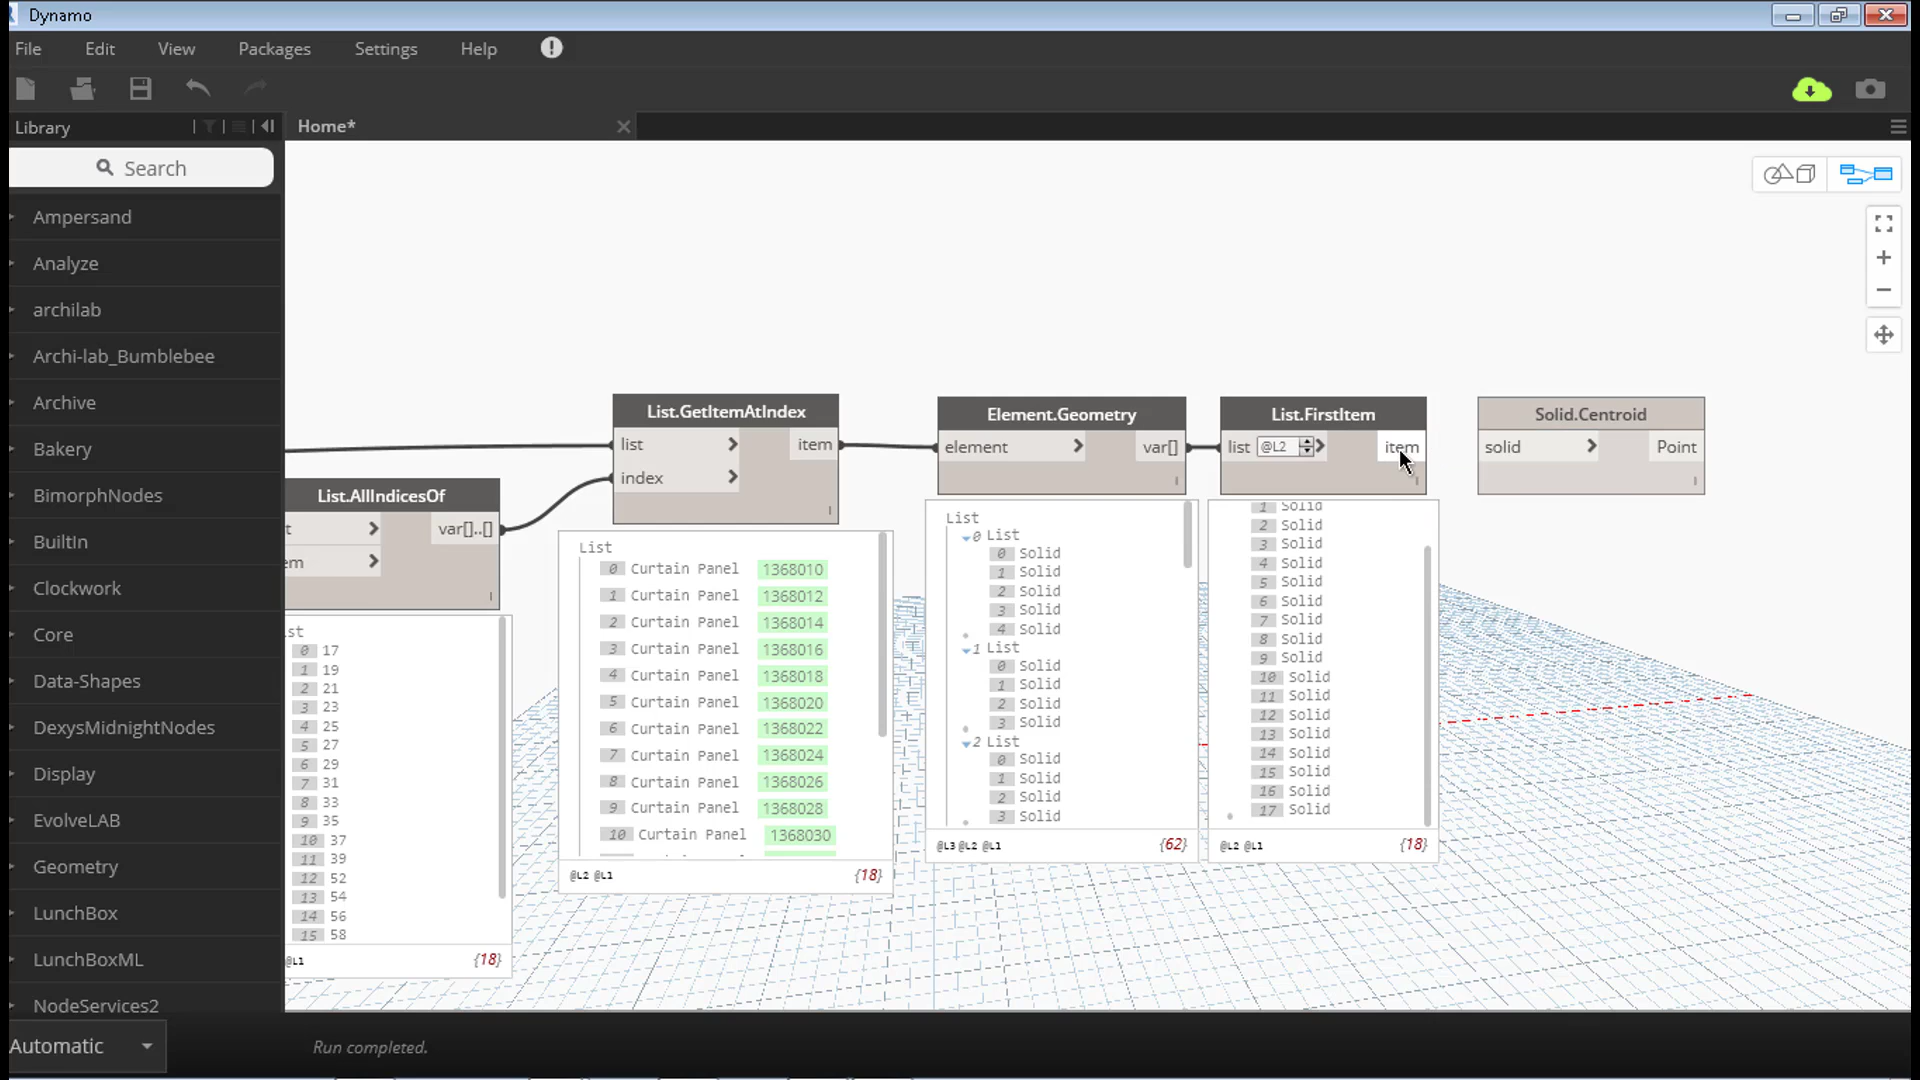 Dynamo
File Edit View Packages Settings Help
Library
Home*
Search
Ampersand
Analyze
archilab
Archi-lab_Bumblebee
Archive
Bakery
BimorphNodes
BuiltIn
Clockwork
Core
Data-Shapes
DexysMidnightNodes
Display
EvolveLAB
Geometry
LunchBox
LunchBoxML
NodeServices2
Automatic
Run completed.
List.AllIndicesOf
t var[]..[]
em
st
0 17
1 19
2 21
3 23
4 25
5 27
6 29
7 31
8 33
9 35
10 37
11 39
12 52
13 54
14 56
15 58
@L1 {18}
List.GetItemAtIndex
list item
index
List
0 Curtain Panel 1368010
1 Curtain Panel 1368012
2 Curtain Panel 1368014
3 Curtain Panel 1368016
4 Curtain Panel 1368018
5 Curtain Panel 1368020
6 Curtain Panel 1368022
7 Curtain Panel 1368024
8 Curtain Panel 1368026
9 Curtain Panel 1368028
10 Curtain Panel 1368030
@L2 @L1 {18}
Element.Geometry
element var[]
List
0 List
0 Solid
1 Solid
2 Solid
3 Solid
4 Solid
1 List
0 Solid
1 Solid
2 Solid
3 Solid
2 List
0 Solid
1 Solid
2 Solid
3 Solid
@L3 @L2 @L1 {62}
List.FirstItem
list @L2 item
1 Solid
2 Solid
3 Solid
4 Solid
5 Solid
6 Solid
7 Solid
8 Solid
9 Solid
10 Solid
11 Solid
12 Solid
13 Solid
14 Solid
15 Solid
16 Solid
17 Solid
@L2 @L1 {18}
Solid.Centroid
solid Point